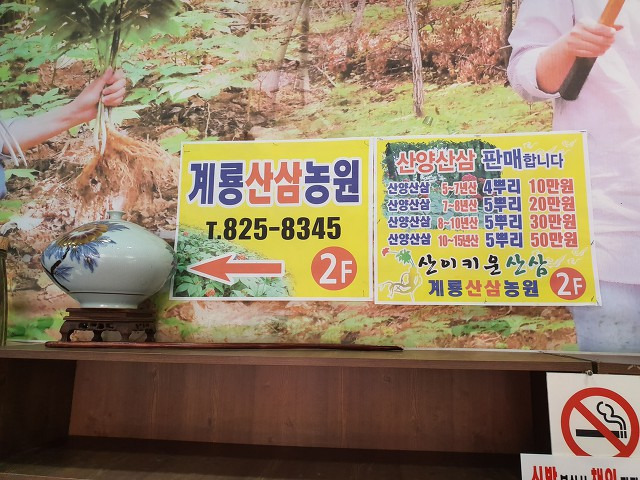 계룡산삼농원
T.825-8345
2F
산양산삼 판매합니다
산양산삼 5~7년산 4뿌리 10만원
산양산삼 7~8년산 5뿌리 20만원
산양산삼 8~10년산 5뿌리 30만원
산양산삼 10~15년산 5뿌리 50만원
산이키운산삼
계룡산삼농원 2F